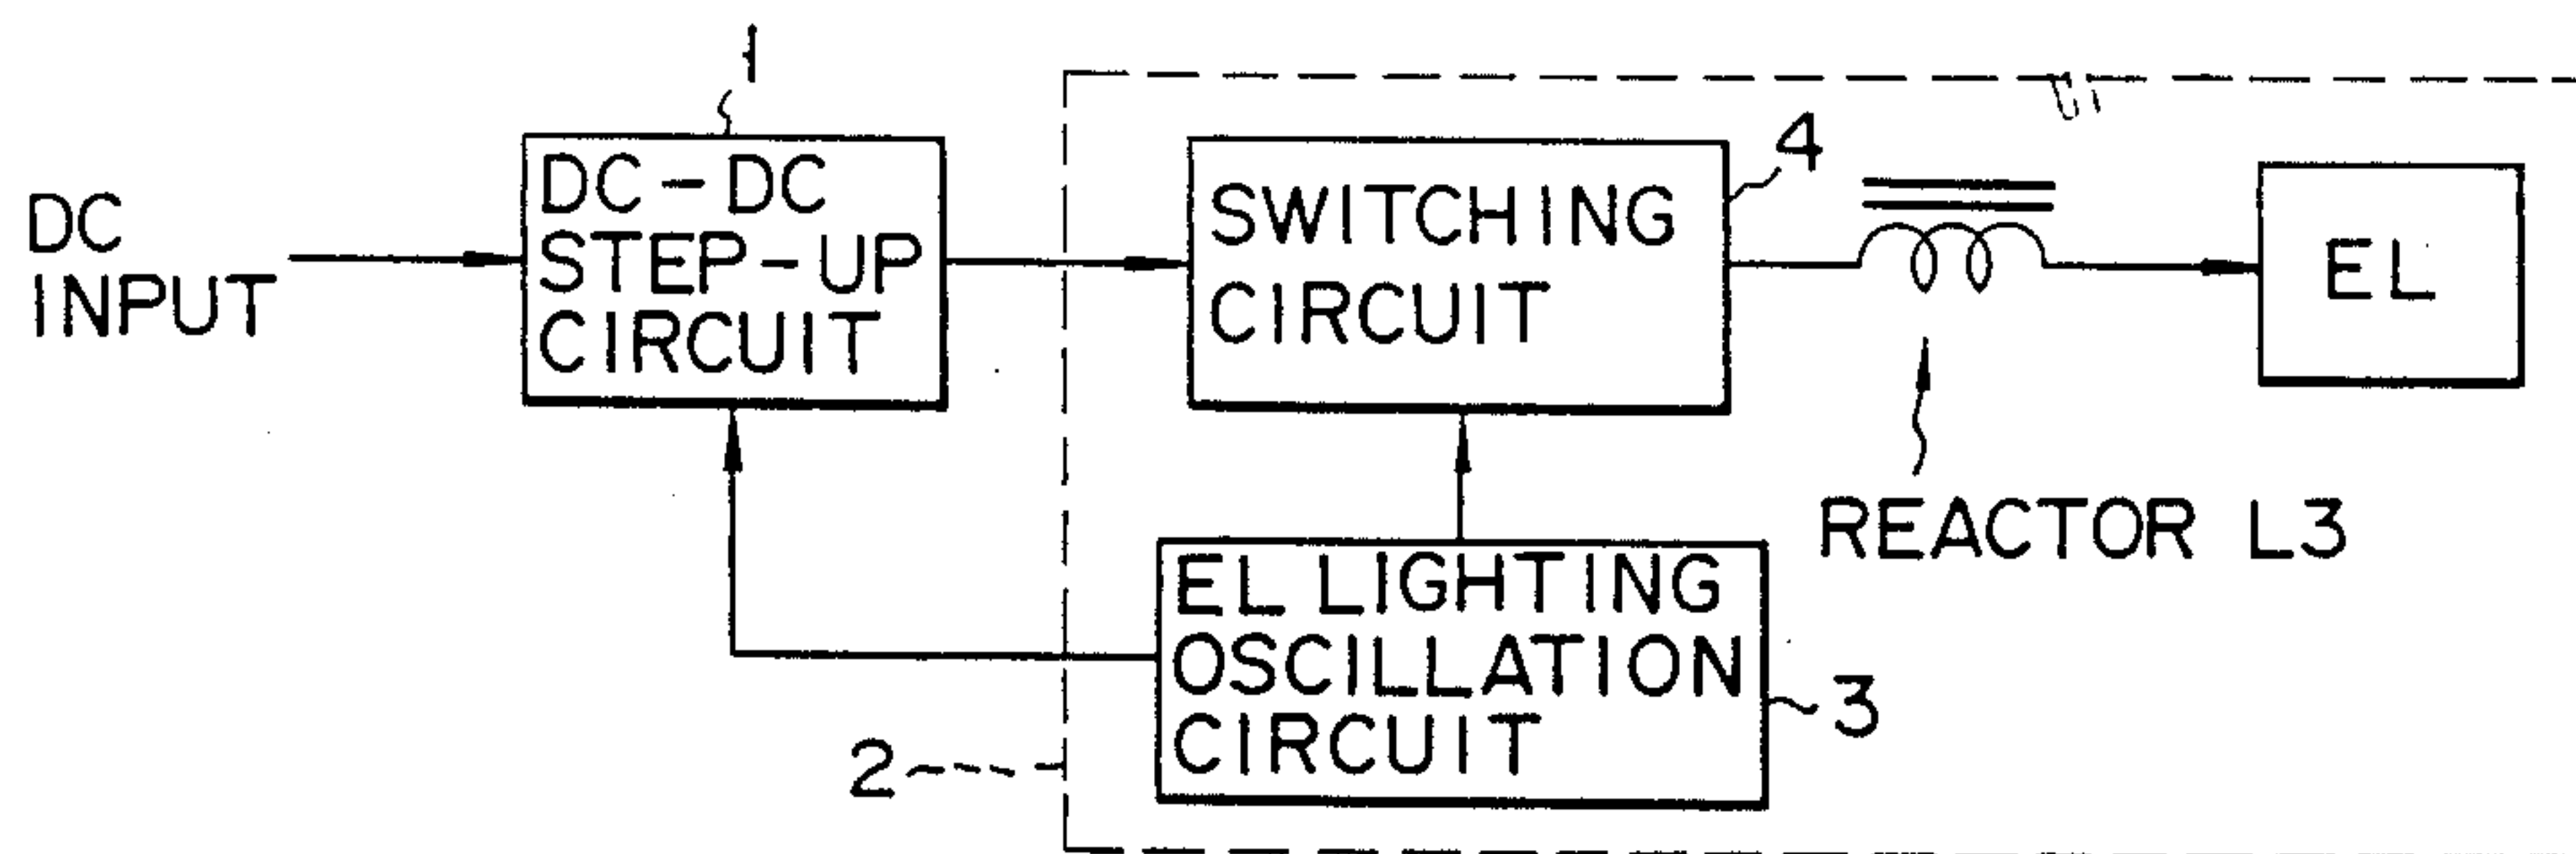 1
DC
INPUT
DC-DC
STEP-UP
CIRCUIT
SWITCHING
CIRCUIT
4
EL
REACTOR L3
EL LIGHTING
OSCILLATION
CIRCUIT
3
2